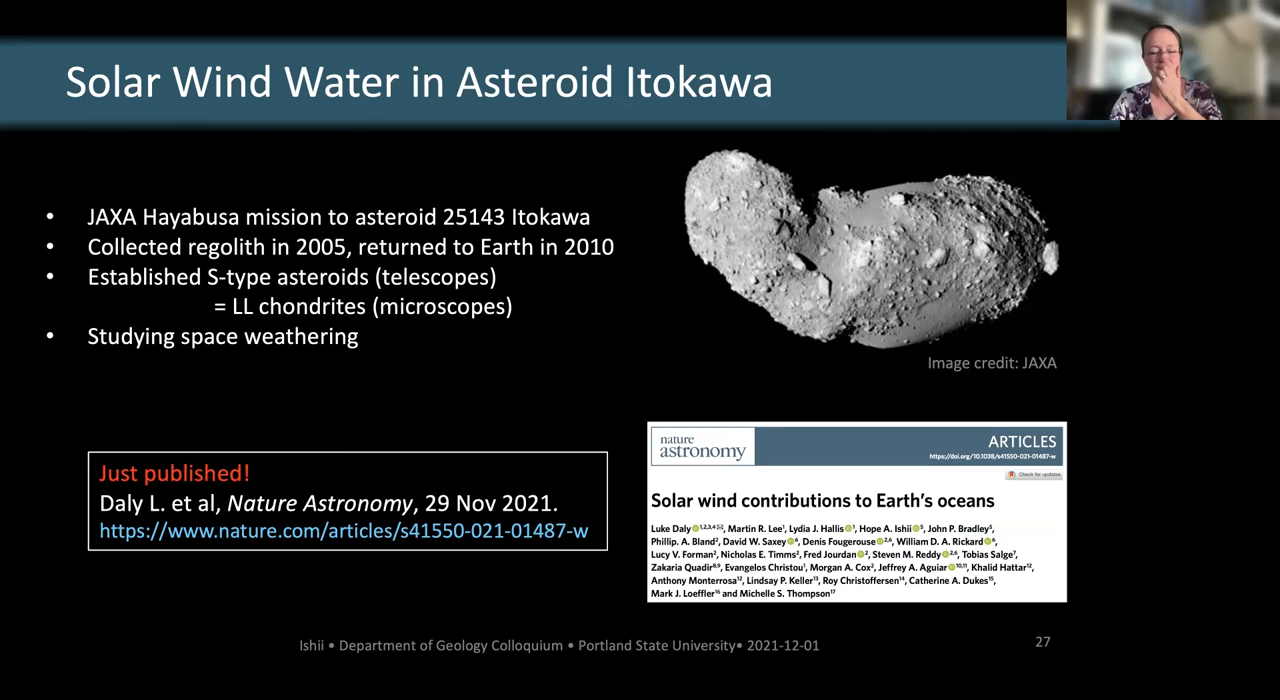 Solar Wind Water in Asteroid Itokawa
• JAXA Hayabusa mission to asteroid 25143 Itokawa
• Collected regolith in 2005, returned to Earth in 2010
• Established S-type asteroids (telescopes)
= LL chondrites (microscopes)
• Studying space weathering
Image credit: JAXA
Just published!
Daly L. et al, Nature Astronomy, 29 Nov 2021.
https://www.nature.com/articles/s41550-021-01487-w
nature
astronomy
ARTICLES
https://doi.org/10.1038/s41550-021-01487-w
Check for updates
Solar wind contributions to Earth's oceans
Luke Daly 1,2,3,4✉, Martin R. Lee1, Lydia J. Hallis 1, Hope A. Ishii 5, John P. Bradley5,
Phillip. A. Bland2, David W. Saxey 6, Denis Fougerouse 2,6, William D. A. Rickard 6,
Lucy V. Forman2, Nicholas E. Timms2, Fred Jourdan 2, Steven M. Reddy 2,6, Tobias Salge7,
Zakaria Quadir8,9, Evangelos Christou1, Morgan A. Cox2, Jeffrey A. Aguiar 10,11, Khalid Hattar12,
Anthony Monterrosa12, Lindsay P. Keller13, Roy Christoffersen14, Catherine A. Dukes15,
Mark J. Loeffler16 and Michelle S. Thompson17
Ishii • Department of Geology Colloquium • Portland State University• 2021-12-01
27